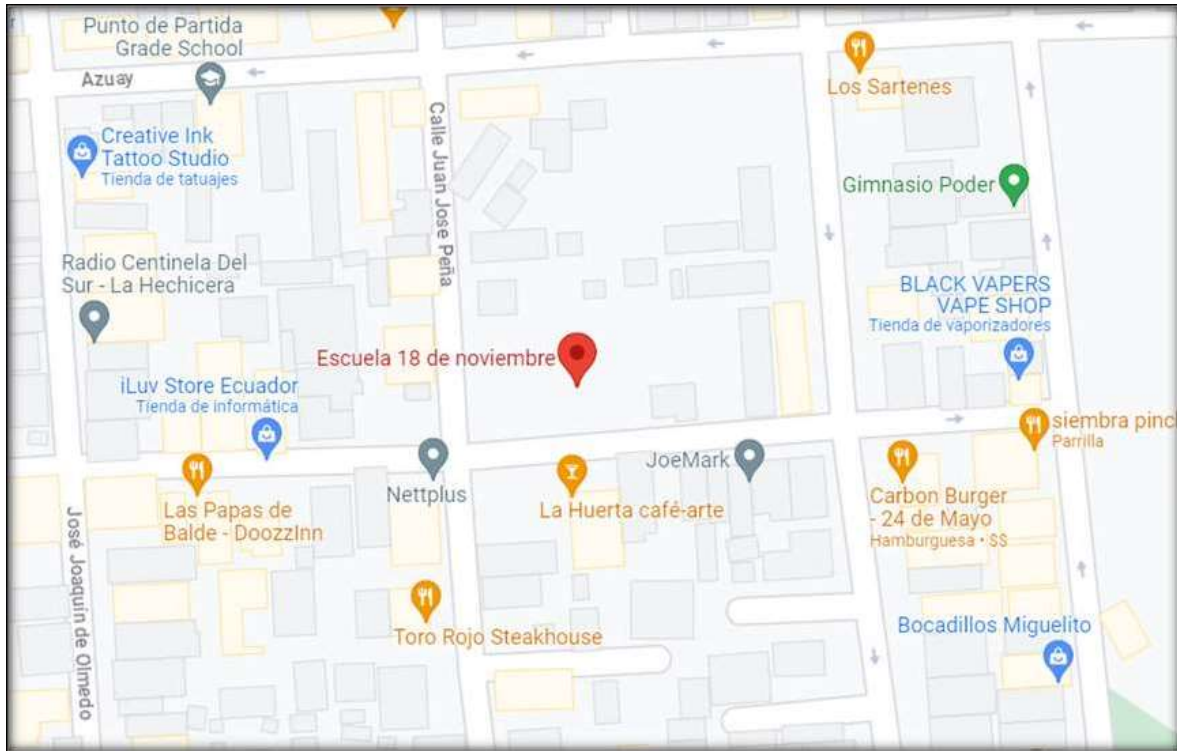 Punto de Partida
Grade School
Azuay
Los Sartenes
Creative Ink
Tattoo Studio
Tienda de tatuajes
Calle Juan Jose Peña
Gimnasio Poder
Radio Centinela Del
Sur - La Hechicera
BLACK VAPERS
VAPE SHOP
Tienda de vaporizadores
Escuela 18 de noviembre
iLuv Store Ecuador
Tienda de informática
siembra pincl
Parrilla
JoeMark
Nettplus
La Huerta café-arte
Las Papas de
Balde - DoozzInn
Carbon Burger
- 24 de Mayo
Hamburguesa • $$
José Joaquín de Olmedo
Toro Rojo Steakhouse
Bocadillos Miguelito